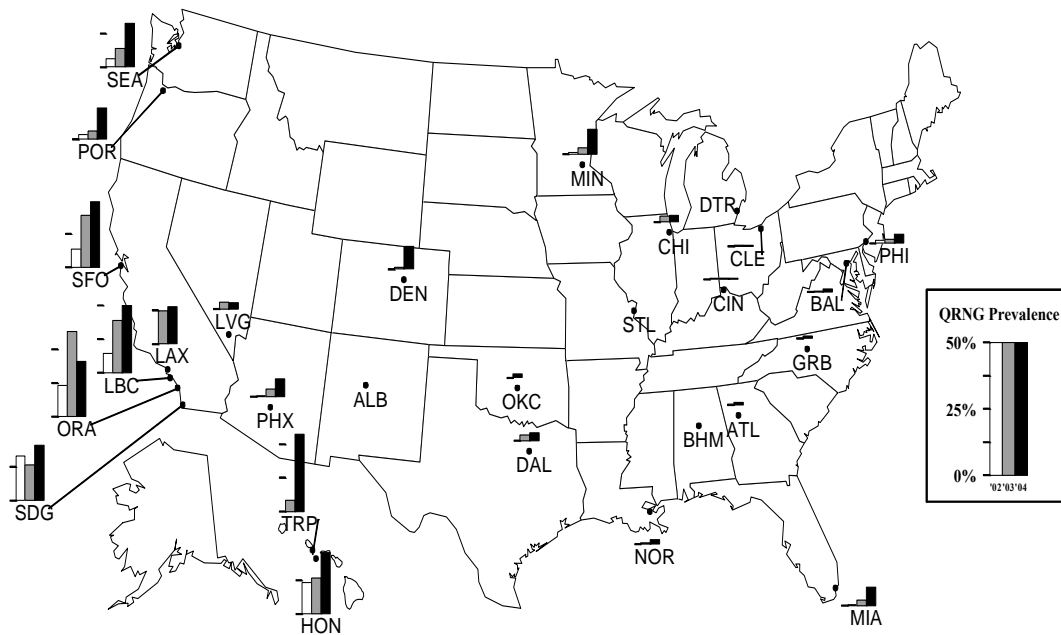 SEA
POR
MIN
DTR
CHI
PHI
SFO
CLE
DEN
CIN
BAL
QRNG Prevalence
LVG
STL
50%
LAX
GRB
LBC
ALB
OKC
25%
PHX
ORA
BHM
ATL
DAL
0%
'02'03'04
SDG
TRP
NOR
HON
MIA